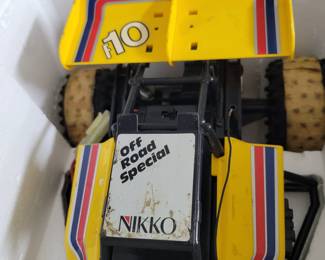 F10
Off
Road
Special
NIKKO